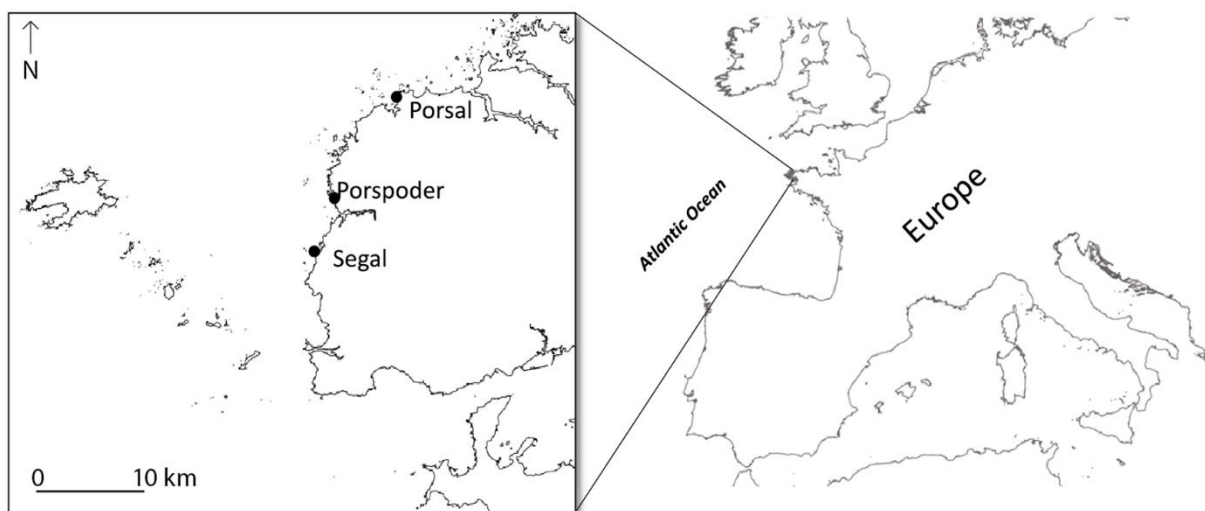 N
Porsal
Porspoder
Segal
0 10 km
Atlantic Ocean
Europe